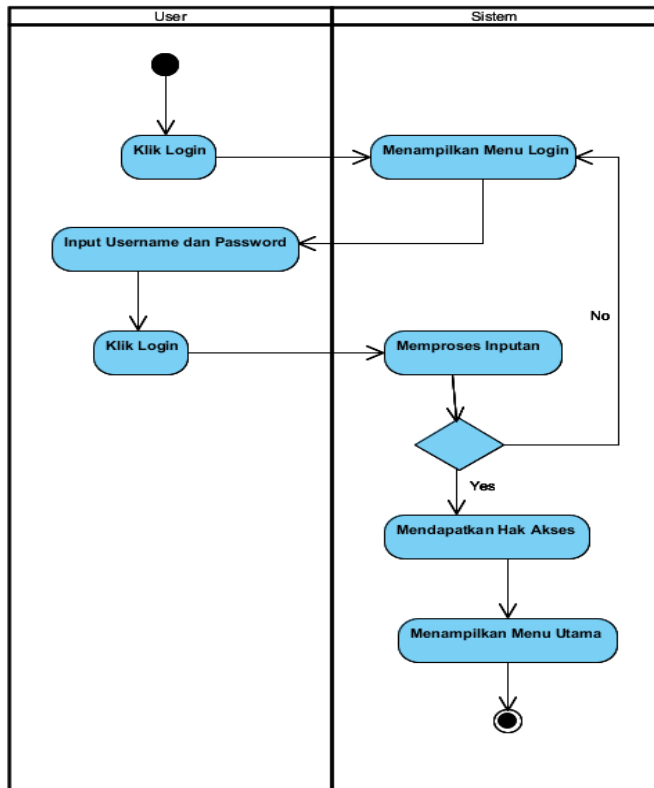 User
Sistem
Klik Login
Menampilkan Menu Login
Input Username dan Password
Klik Login
Memproses Inputan
No
Yes
Mendapatkan Hak Akses
Menampilkan Menu Utama